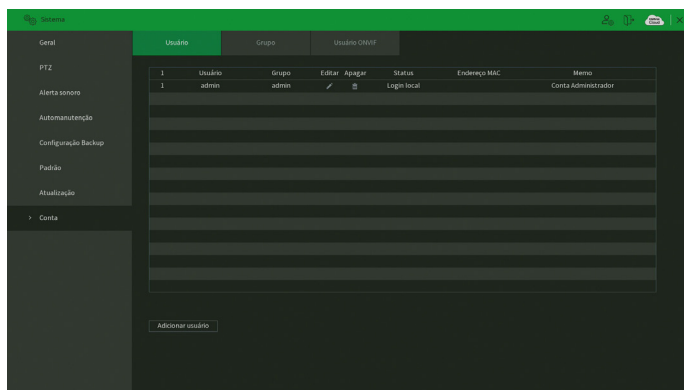 Sistema
Geral
PTZ
Alerta sonoro
Automanutenção
Configuração Backup
Padrão
Atualização
> Conta
Usuário Grupo Usuário ONVIF
1 Usuário Grupo Editar Apagar Status Endereço MAC Memo
1 admin admin Login local Conta Administrador
Adicionar usuário